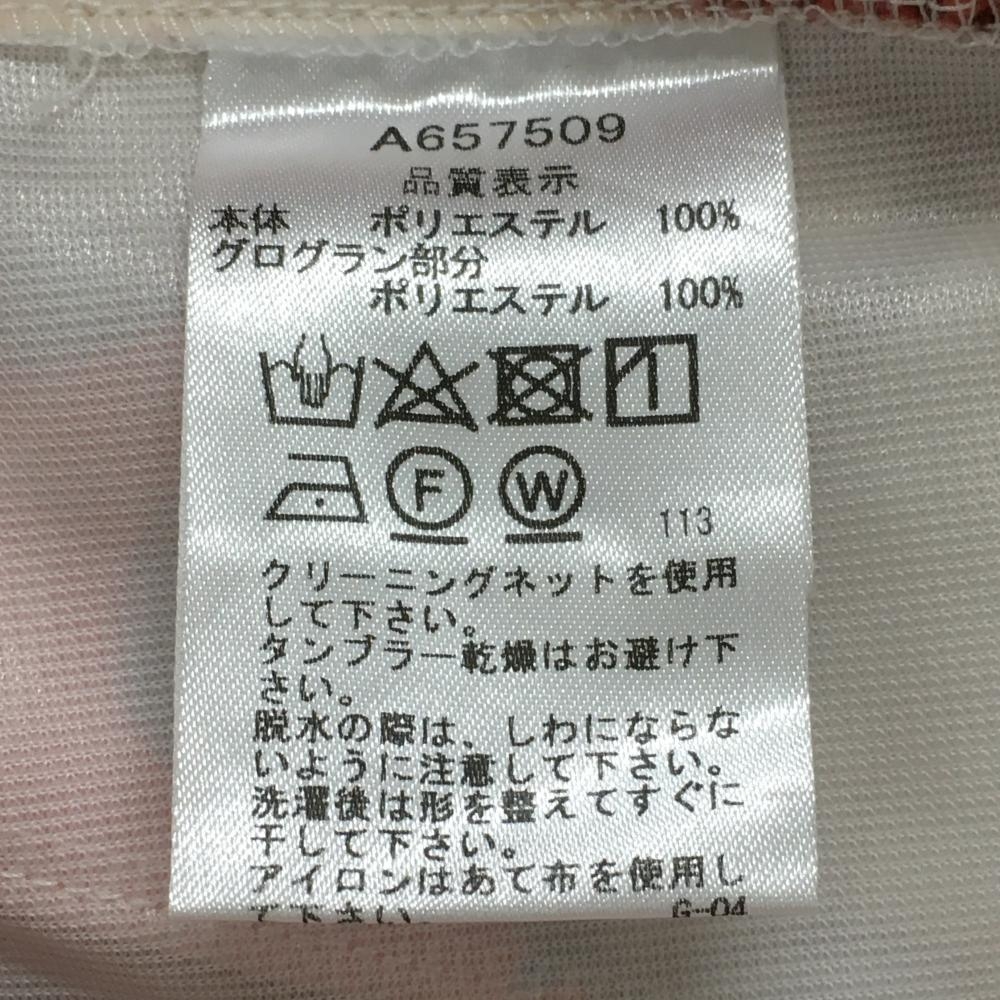 A657509
品質表示
本体 ポリエステル 100%
グログラン部分
ポリエステル 100%
F W 113
クリーニングネットを使用
して下さい。
タンブラー乾燥はお避け下
さい。
脱水の際は、しわにならな
いように注意して下さい。
洗濯後は形を整えてすぐに
干して下さい。
アイロンはあて布を使用し
て下さい。
G-04